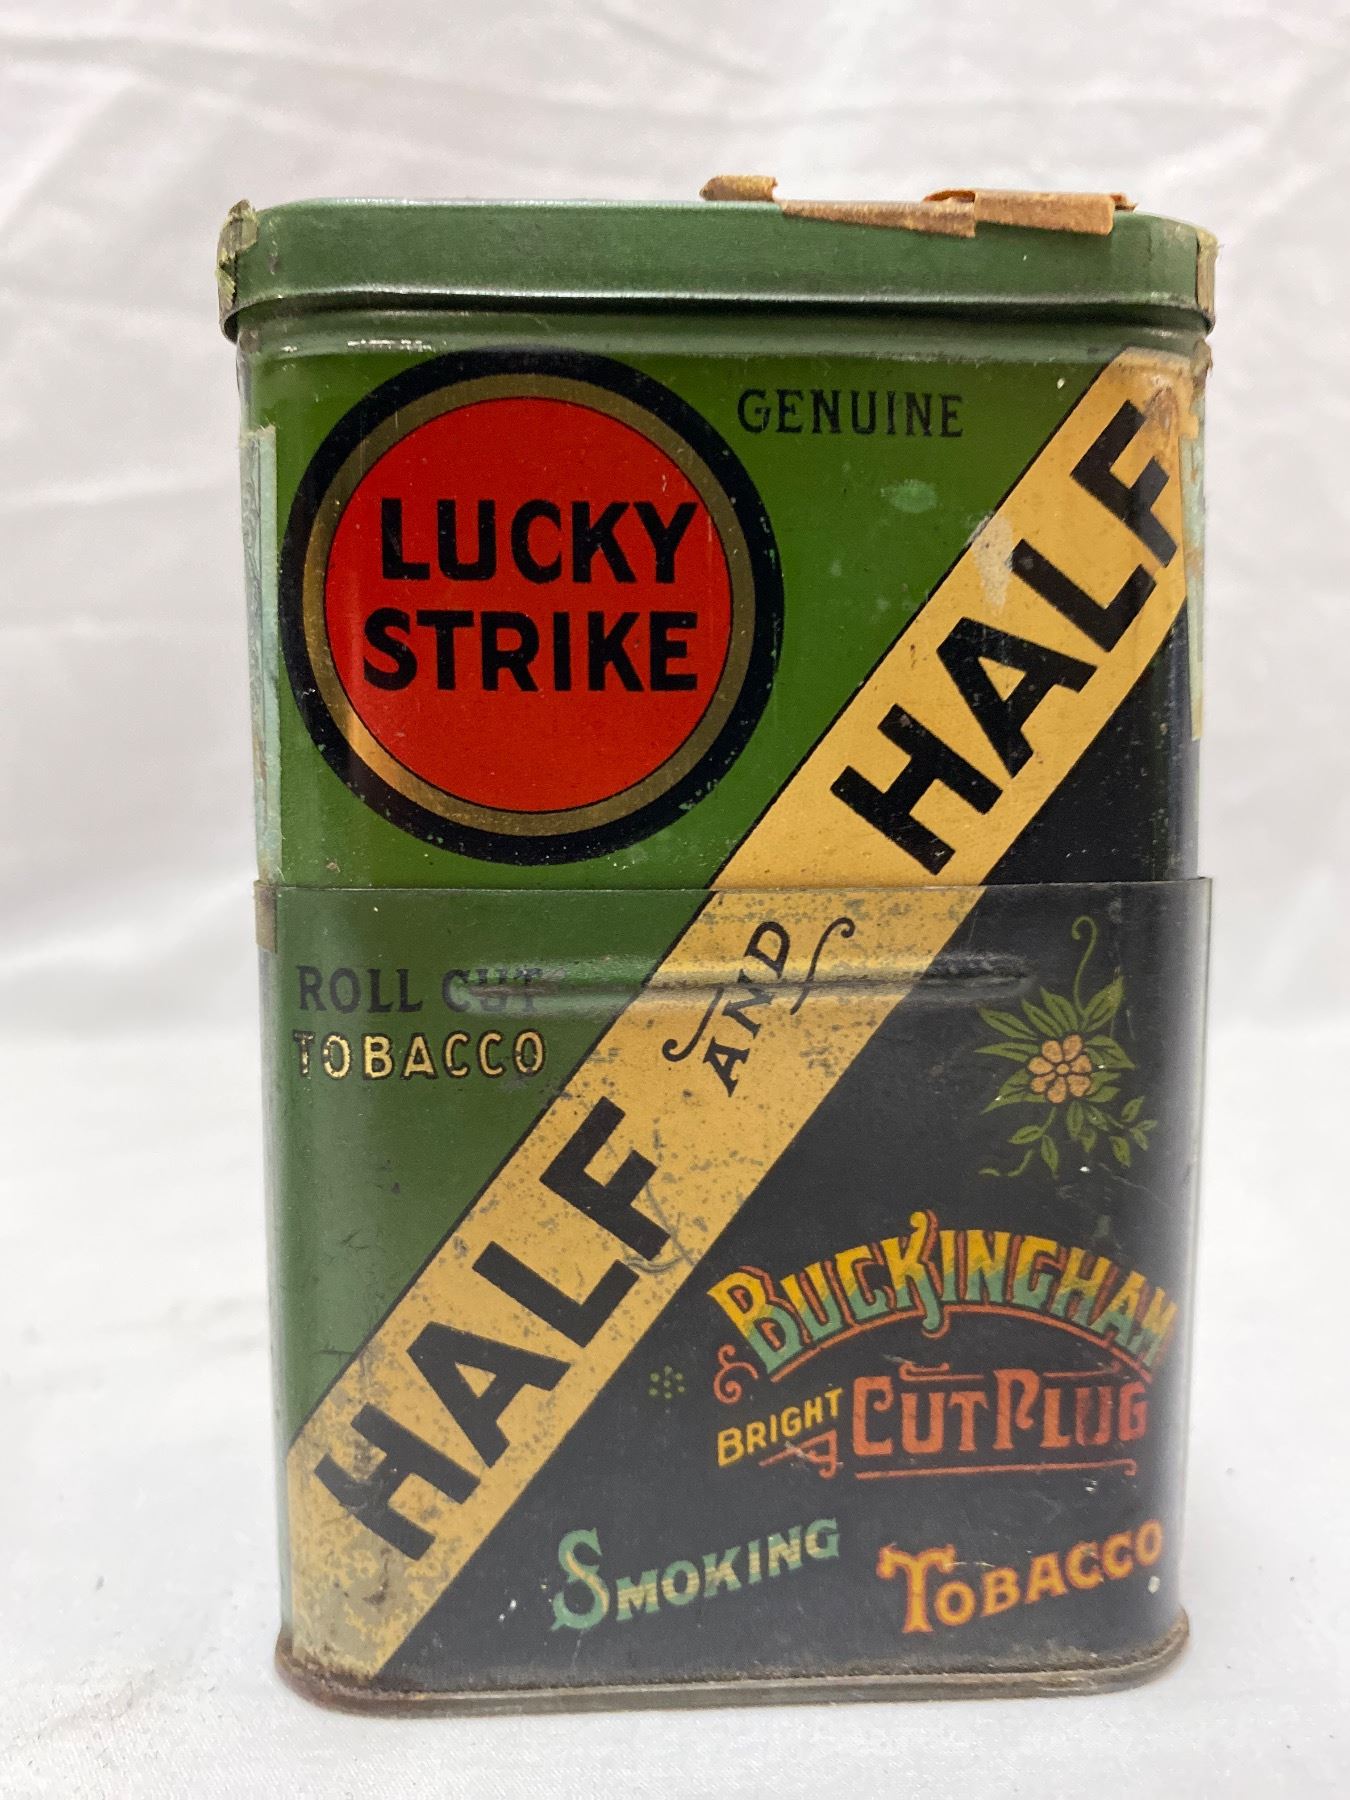 GENUINE
LUCKY
STRIKE
HALF
AND
HALF
ROLL CUT
TOBACCO
BUCKINGHAM
BRIGHT CUT PLUG
SMOKING TOBACCO